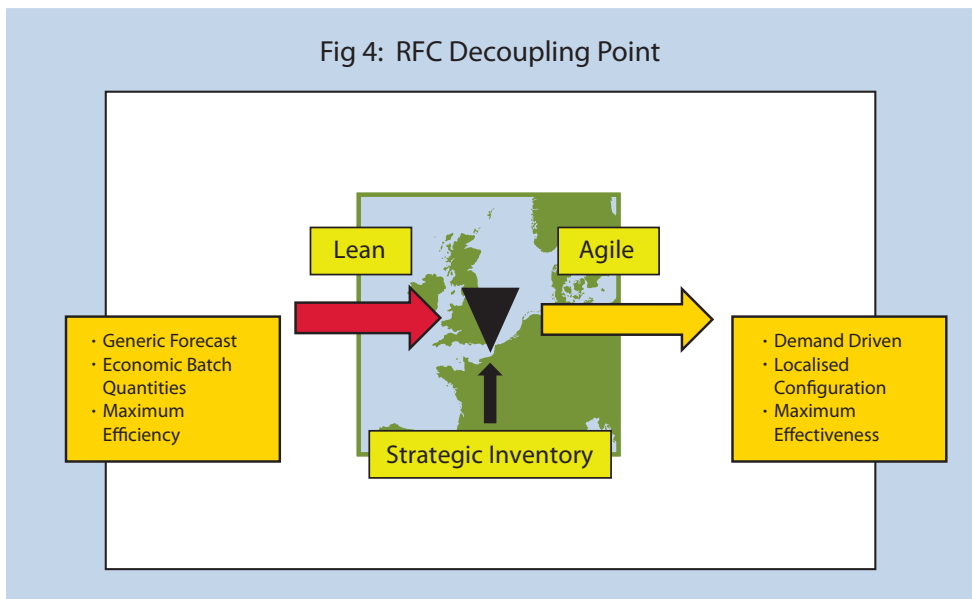 Fig 4: RFC Decoupling Point
Lean
Agile
· Generic Forecast
· Economic Batch
Quantities
· Maximum
Efficiency
· Demand Driven
· Localised
Configuration
· Maximum
Effectiveness
Strategic Inventory